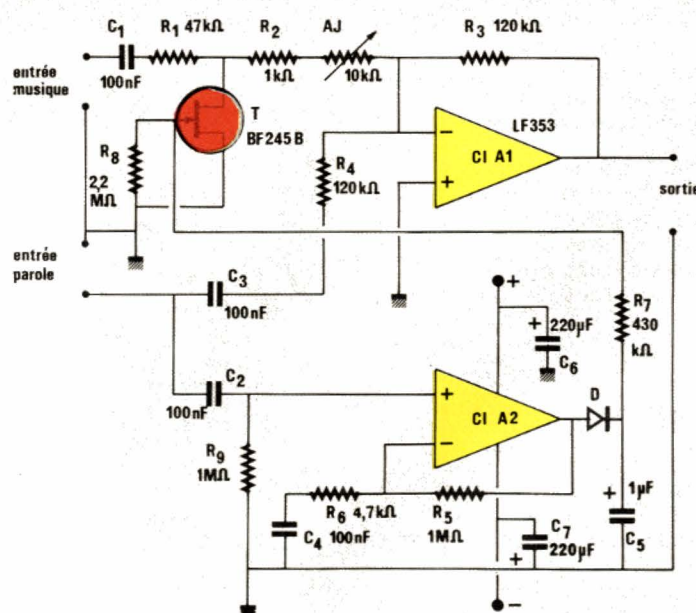 C1
R1 47kΩ
R2
AJ
R3 120kΩ
entrée
musique
100nF
1kΩ
10kΩ
T
BF 245 B
LF353
CI A1
−
+
R8
2,2
MΩ
R4
120kΩ
sortie
entrée
parole
C3
100nF
+
R7
430
kΩ
+
220µF
C6
C2
100nF
+
CI A2
−
D
R9
1MΩ
R6 4,7kΩ
R5
1MΩ
C4
100nF
C7
220µF
+
1µF
+
C5
−